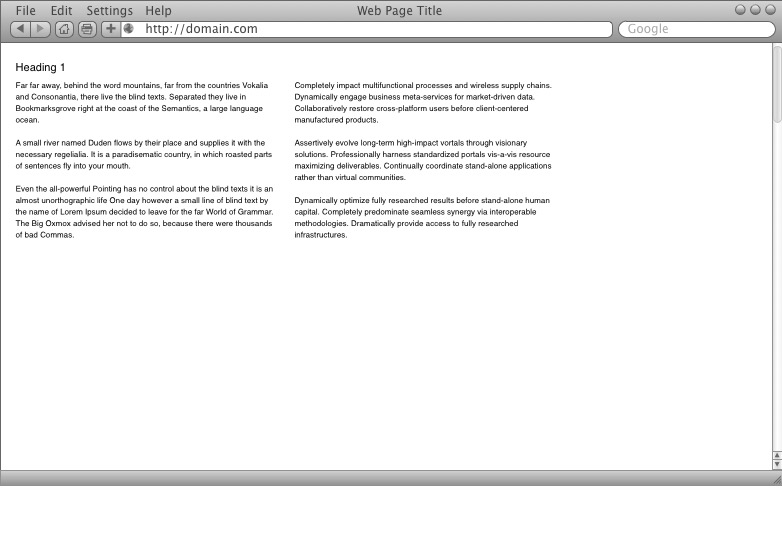 File Edit Settings Help
Web Page Title
http://domain.com
Google
Heading 1
Far far away, behind the word mountains, far from the countries Vokalia
and Consonantia, there live the blind texts. Separated they live in
Bookmarksgrove right at the coast of the Semantics, a large language
ocean.
A small river named Duden flows by their place and supplies it with the
necessary regelialia. It is a paradisematic country, in which roasted parts
of sentences fly into your mouth.
Even the all-powerful Pointing has no control about the blind texts it is an
almost unorthographic life One day however a small line of blind text by
the name of Lorem Ipsum decided to leave for the far World of Grammar.
The Big Oxmox advised her not to do so, because there were thousands
of bad Commas.
Completely impact multifunctional processes and wireless supply chains.
Dynamically engage business meta-services for market-driven data.
Collaboratively restore cross-platform users before client-centered
manufactured products.
Assertively evolve long-term high-impact vortals through visionary
solutions. Professionally harness standardized portals vis-a-vis resource
maximizing deliverables. Continually coordinate stand-alone applications
rather than virtual communities.
Dynamically optimize fully researched results before stand-alone human
capital. Completely predominate seamless synergy via interoperable
methodologies. Dramatically provide access to fully researched
infrastructures.